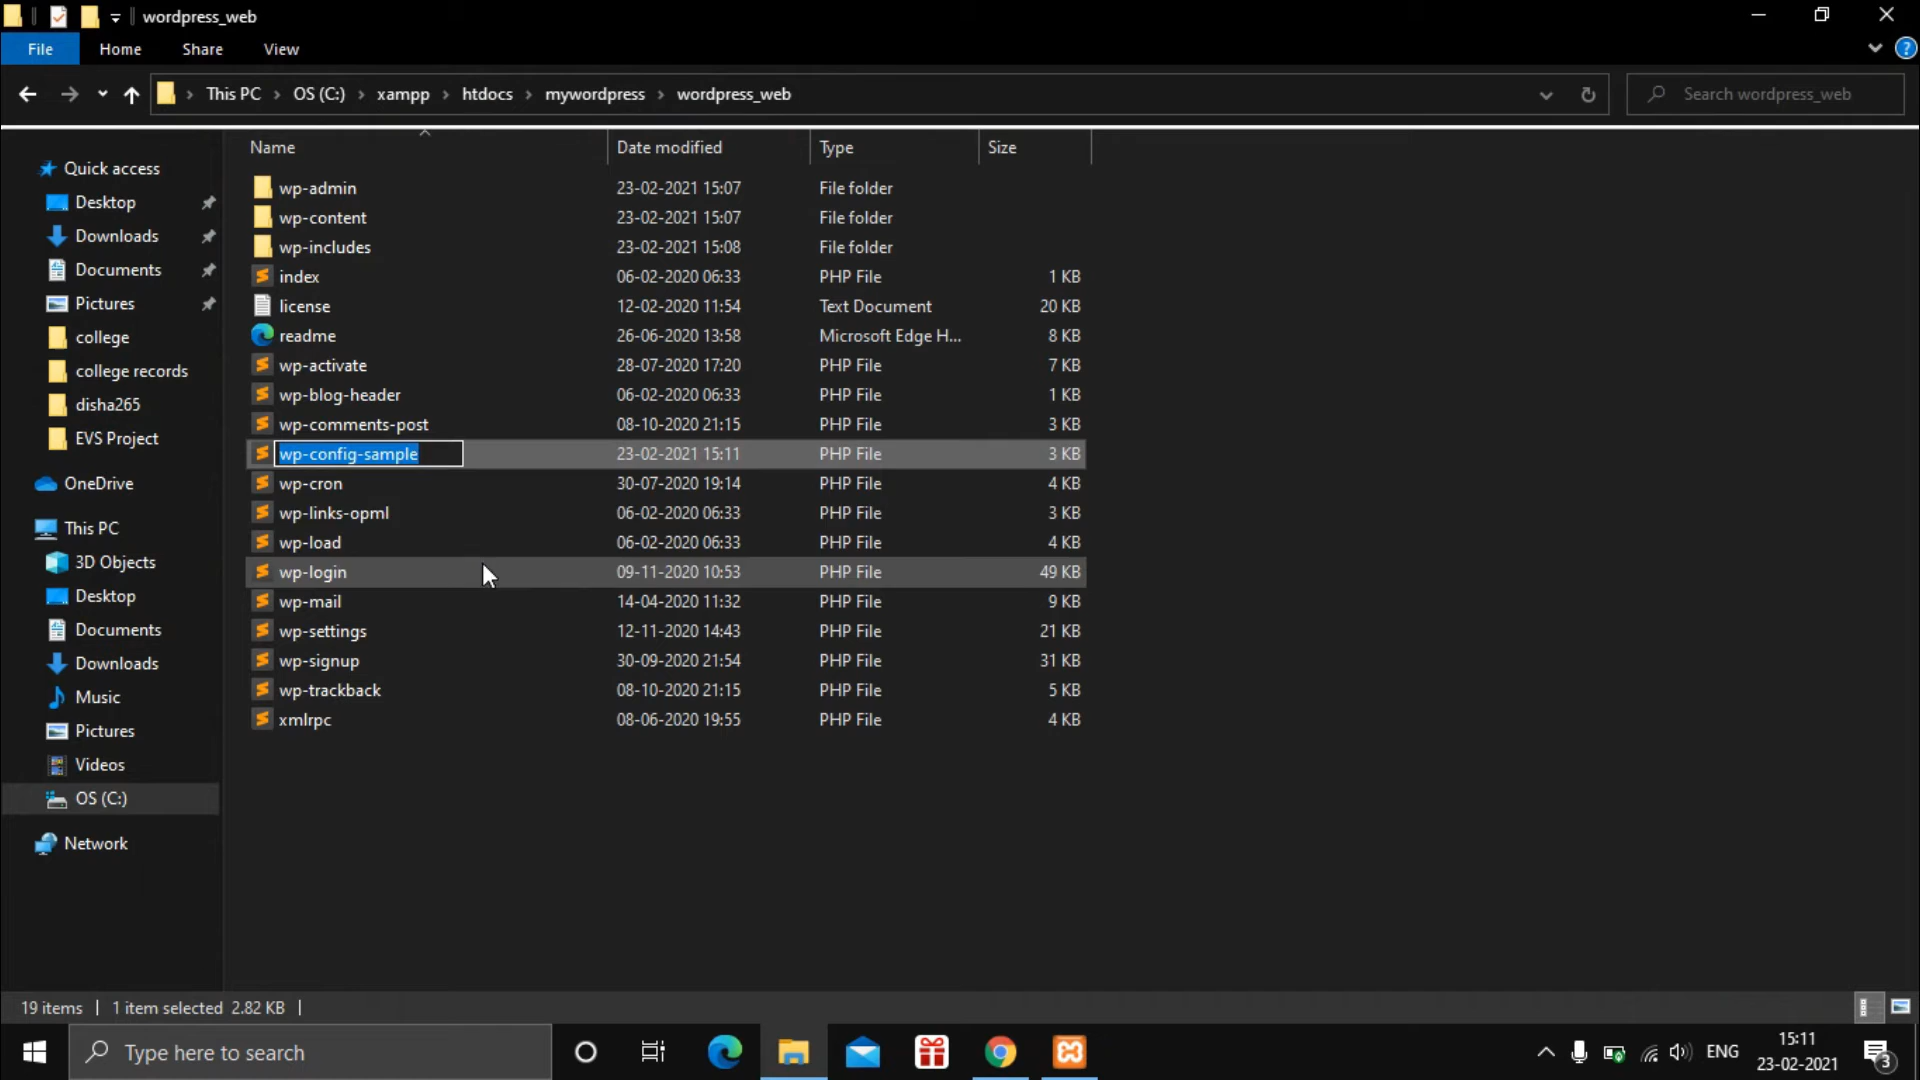 wordpress_web
File Home Share View
This PC OS (C:) xampp htdocs mywordpress wordpress_web
Search wordpress_web
Name Date modified Type Size
Quick access
Desktop
Downloads
Documents
Pictures
college
college records
disha265
EVS Project
OneDrive
This PC
3D Objects
Desktop
Documents
Downloads
Music
Pictures
Videos
OS (C:)
Network
wp-admin 23-02-2021 15:07 File folder
wp-content 23-02-2021 15:07 File folder
wp-includes 23-02-2021 15:08 File folder
index 06-02-2020 06:33 PHP File 1 KB
license 12-02-2020 11:54 Text Document 20 KB
readme 26-06-2020 13:58 Microsoft Edge H... 8 KB
wp-activate 28-07-2020 17:20 PHP File 7 KB
wp-blog-header 06-02-2020 06:33 PHP File 1 KB
wp-comments-post 08-10-2020 21:15 PHP File 3 KB
wp-config-sample 23-02-2021 15:11 PHP File 3 KB
wp-cron 30-07-2020 19:14 PHP File 4 KB
wp-links-opml 06-02-2020 06:33 PHP File 3 KB
wp-load 06-02-2020 06:33 PHP File 4 KB
wp-login 09-11-2020 10:53 PHP File 49 KB
wp-mail 14-04-2020 11:32 PHP File 9 KB
wp-settings 12-11-2020 14:43 PHP File 21 KB
wp-signup 30-09-2020 21:54 PHP File 31 KB
wp-trackback 08-10-2020 21:15 PHP File 5 KB
xmlrpc 08-06-2020 19:55 PHP File 4 KB
19 items 1 item selected 2.82 KB
Type here to search
ENG
15:11
23-02-2021
3